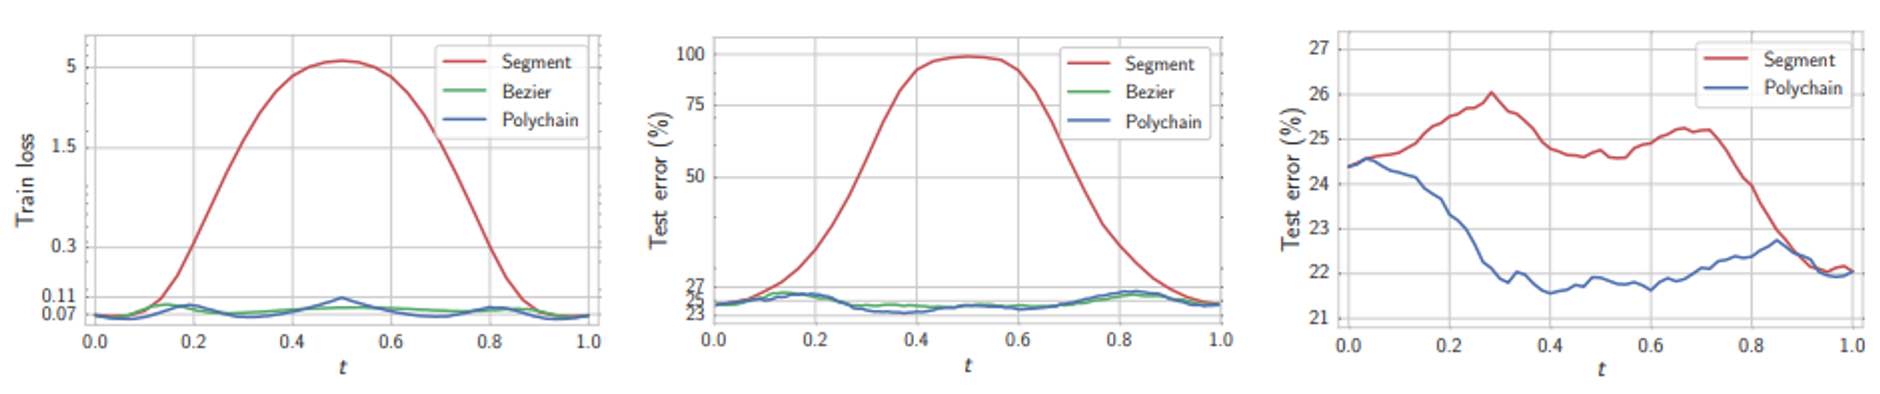 Train loss
5
1.5
0.3
0.11
0.07
Segment
Bezier
Polychain
0.0 0.2 0.4 0.6 0.8 1.0
t
Test error (%)
100
75
50
27
25
23
Segment
Bezier
Polychain
0.0 0.2 0.4 0.6 0.8 1.0
t
Test error (%)
27
26
25
24
23
22
21
Segment
Polychain
0.0 0.2 0.4 0.6 0.8 1.0
t